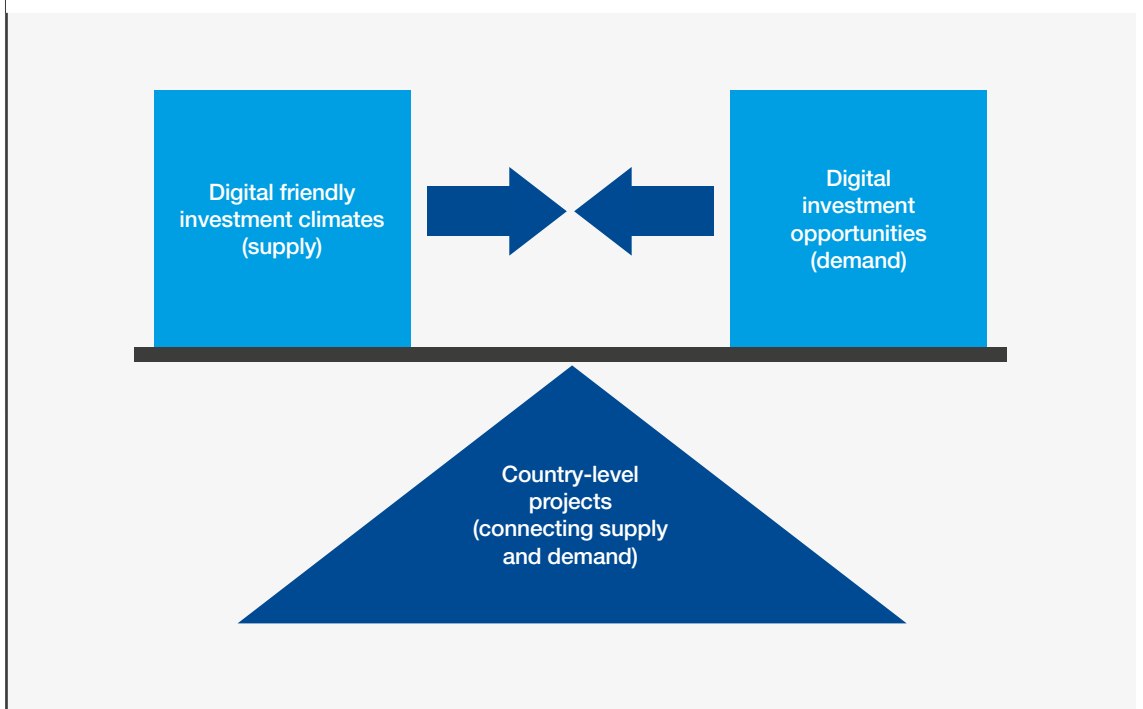 Digital friendly
investment climates
(supply)
Digital
investment
opportunities
(demand)
Country-level
projects
(connecting supply
and demand)